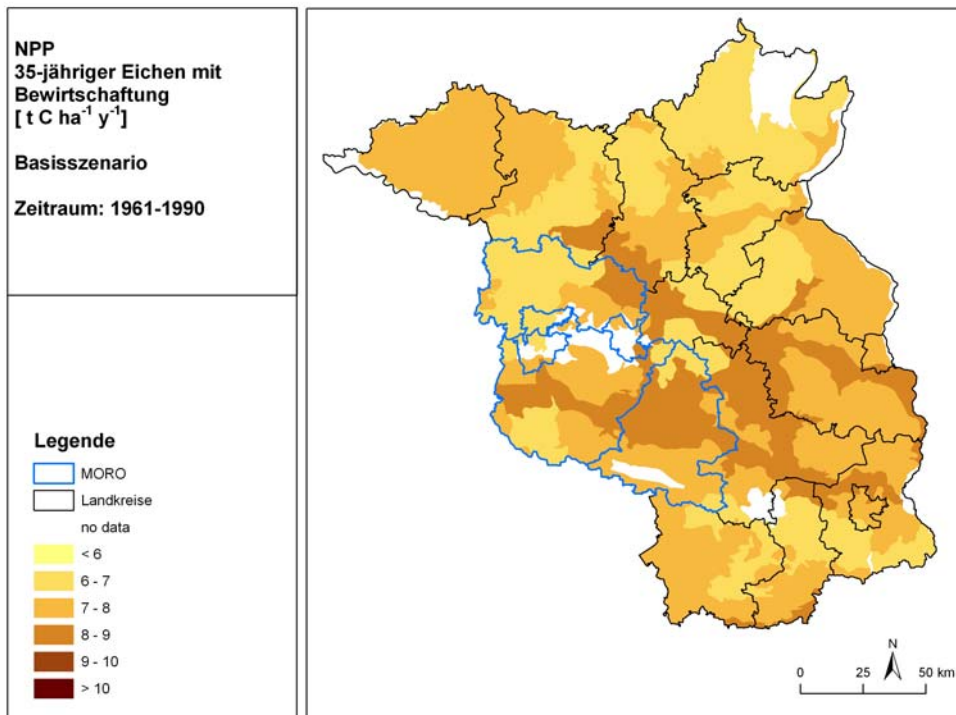 NPP
35-jähriger Eichen mit
Bewirtschaftung
[ t C ha⁻¹ y⁻¹]
Basisszenario
Zeitraum: 1961-1990
Legende
MORO
Landkreise
no data
< 6
6 - 7
7 - 8
8 - 9
9 - 10
> 10
N
0 25 50 km